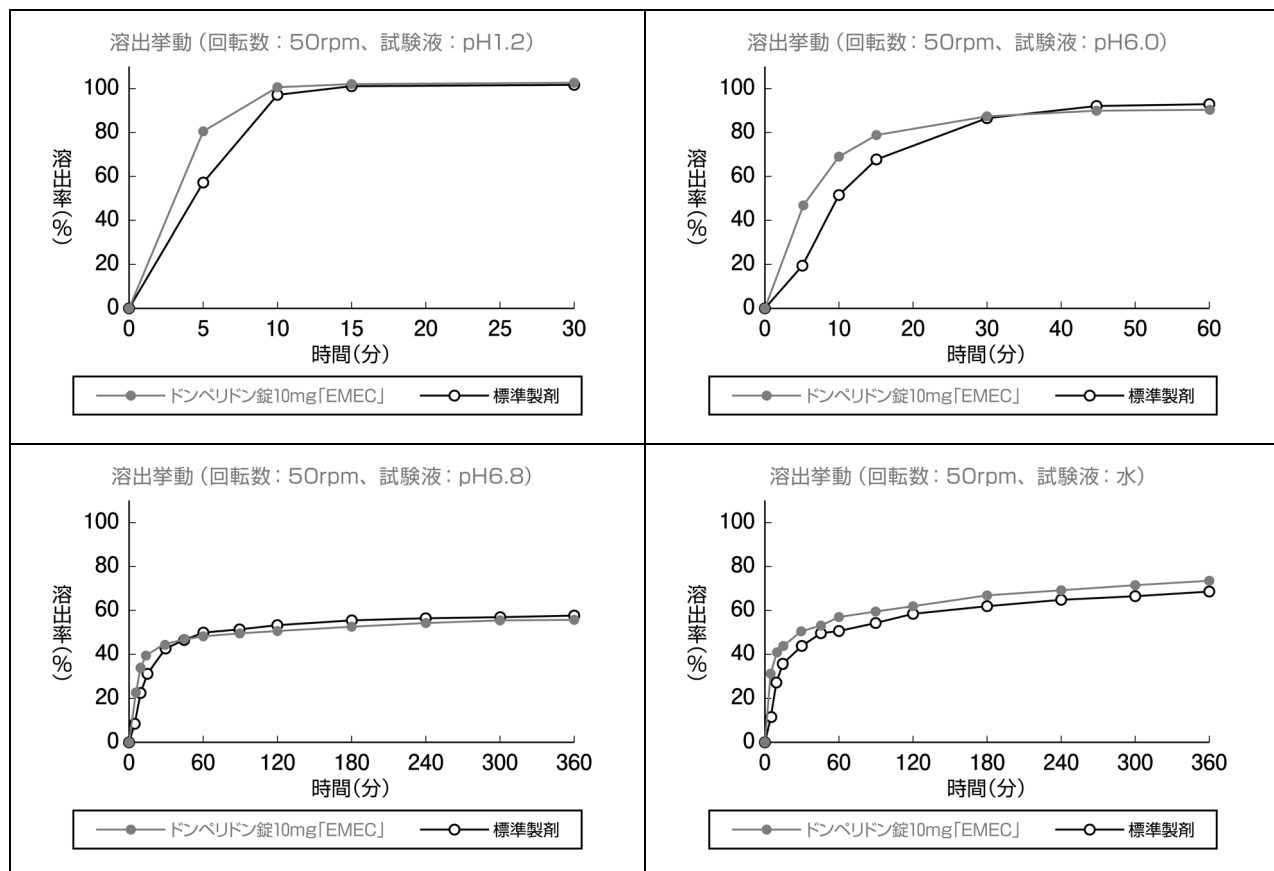 溶出挙動（回転数：50rpm、試験液：pH1.2）
100
80
60
40
20
0
溶出率(%)
0 5 10 15 20 25 30
時間(分)
ドンペリドン錠10mg「EMEC」 標準製剤
溶出挙動（回転数：50rpm、試験液：pH6.0）
100
80
60
40
20
0
溶出率(%)
0 10 20 30 40 50 60
時間(分)
ドンペリドン錠10mg「EMEC」 標準製剤
溶出挙動（回転数：50rpm、試験液：pH6.8）
100
80
60
40
20
0
溶出率(%)
0 60 120 180 240 300 360
時間(分)
ドンペリドン錠10mg「EMEC」 標準製剤
溶出挙動（回転数：50rpm、試験液：水）
100
80
60
40
20
0
溶出率(%)
0 60 120 180 240 300 360
時間(分)
ドンペリドン錠10mg「EMEC」 標準製剤